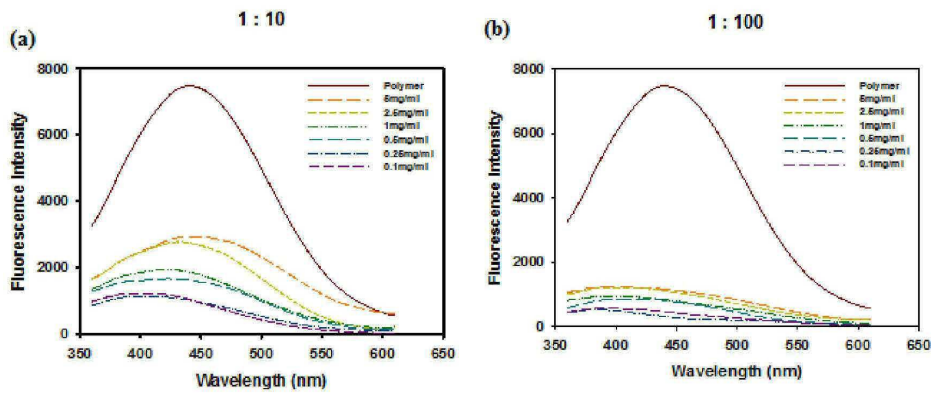 1 : 10
(a)
8000
6000
4000
2000
0
Fluorescence Intensity
Polymer
5mg/ml
2.5mg/ml
1mg/ml
0.5mg/ml
0.25mg/ml
0.1mg/ml
350 400 450 500 550 600 650
Wavelength (nm)
1 : 100
(b)
8000
6000
4000
2000
0
Fluorescence Intensity
Polymer
5mg/ml
2.5mg/ml
1mg/ml
0.5mg/ml
0.25mg/ml
0.1mg/ml
350 400 450 500 550 600 650
Wavelength (nm)